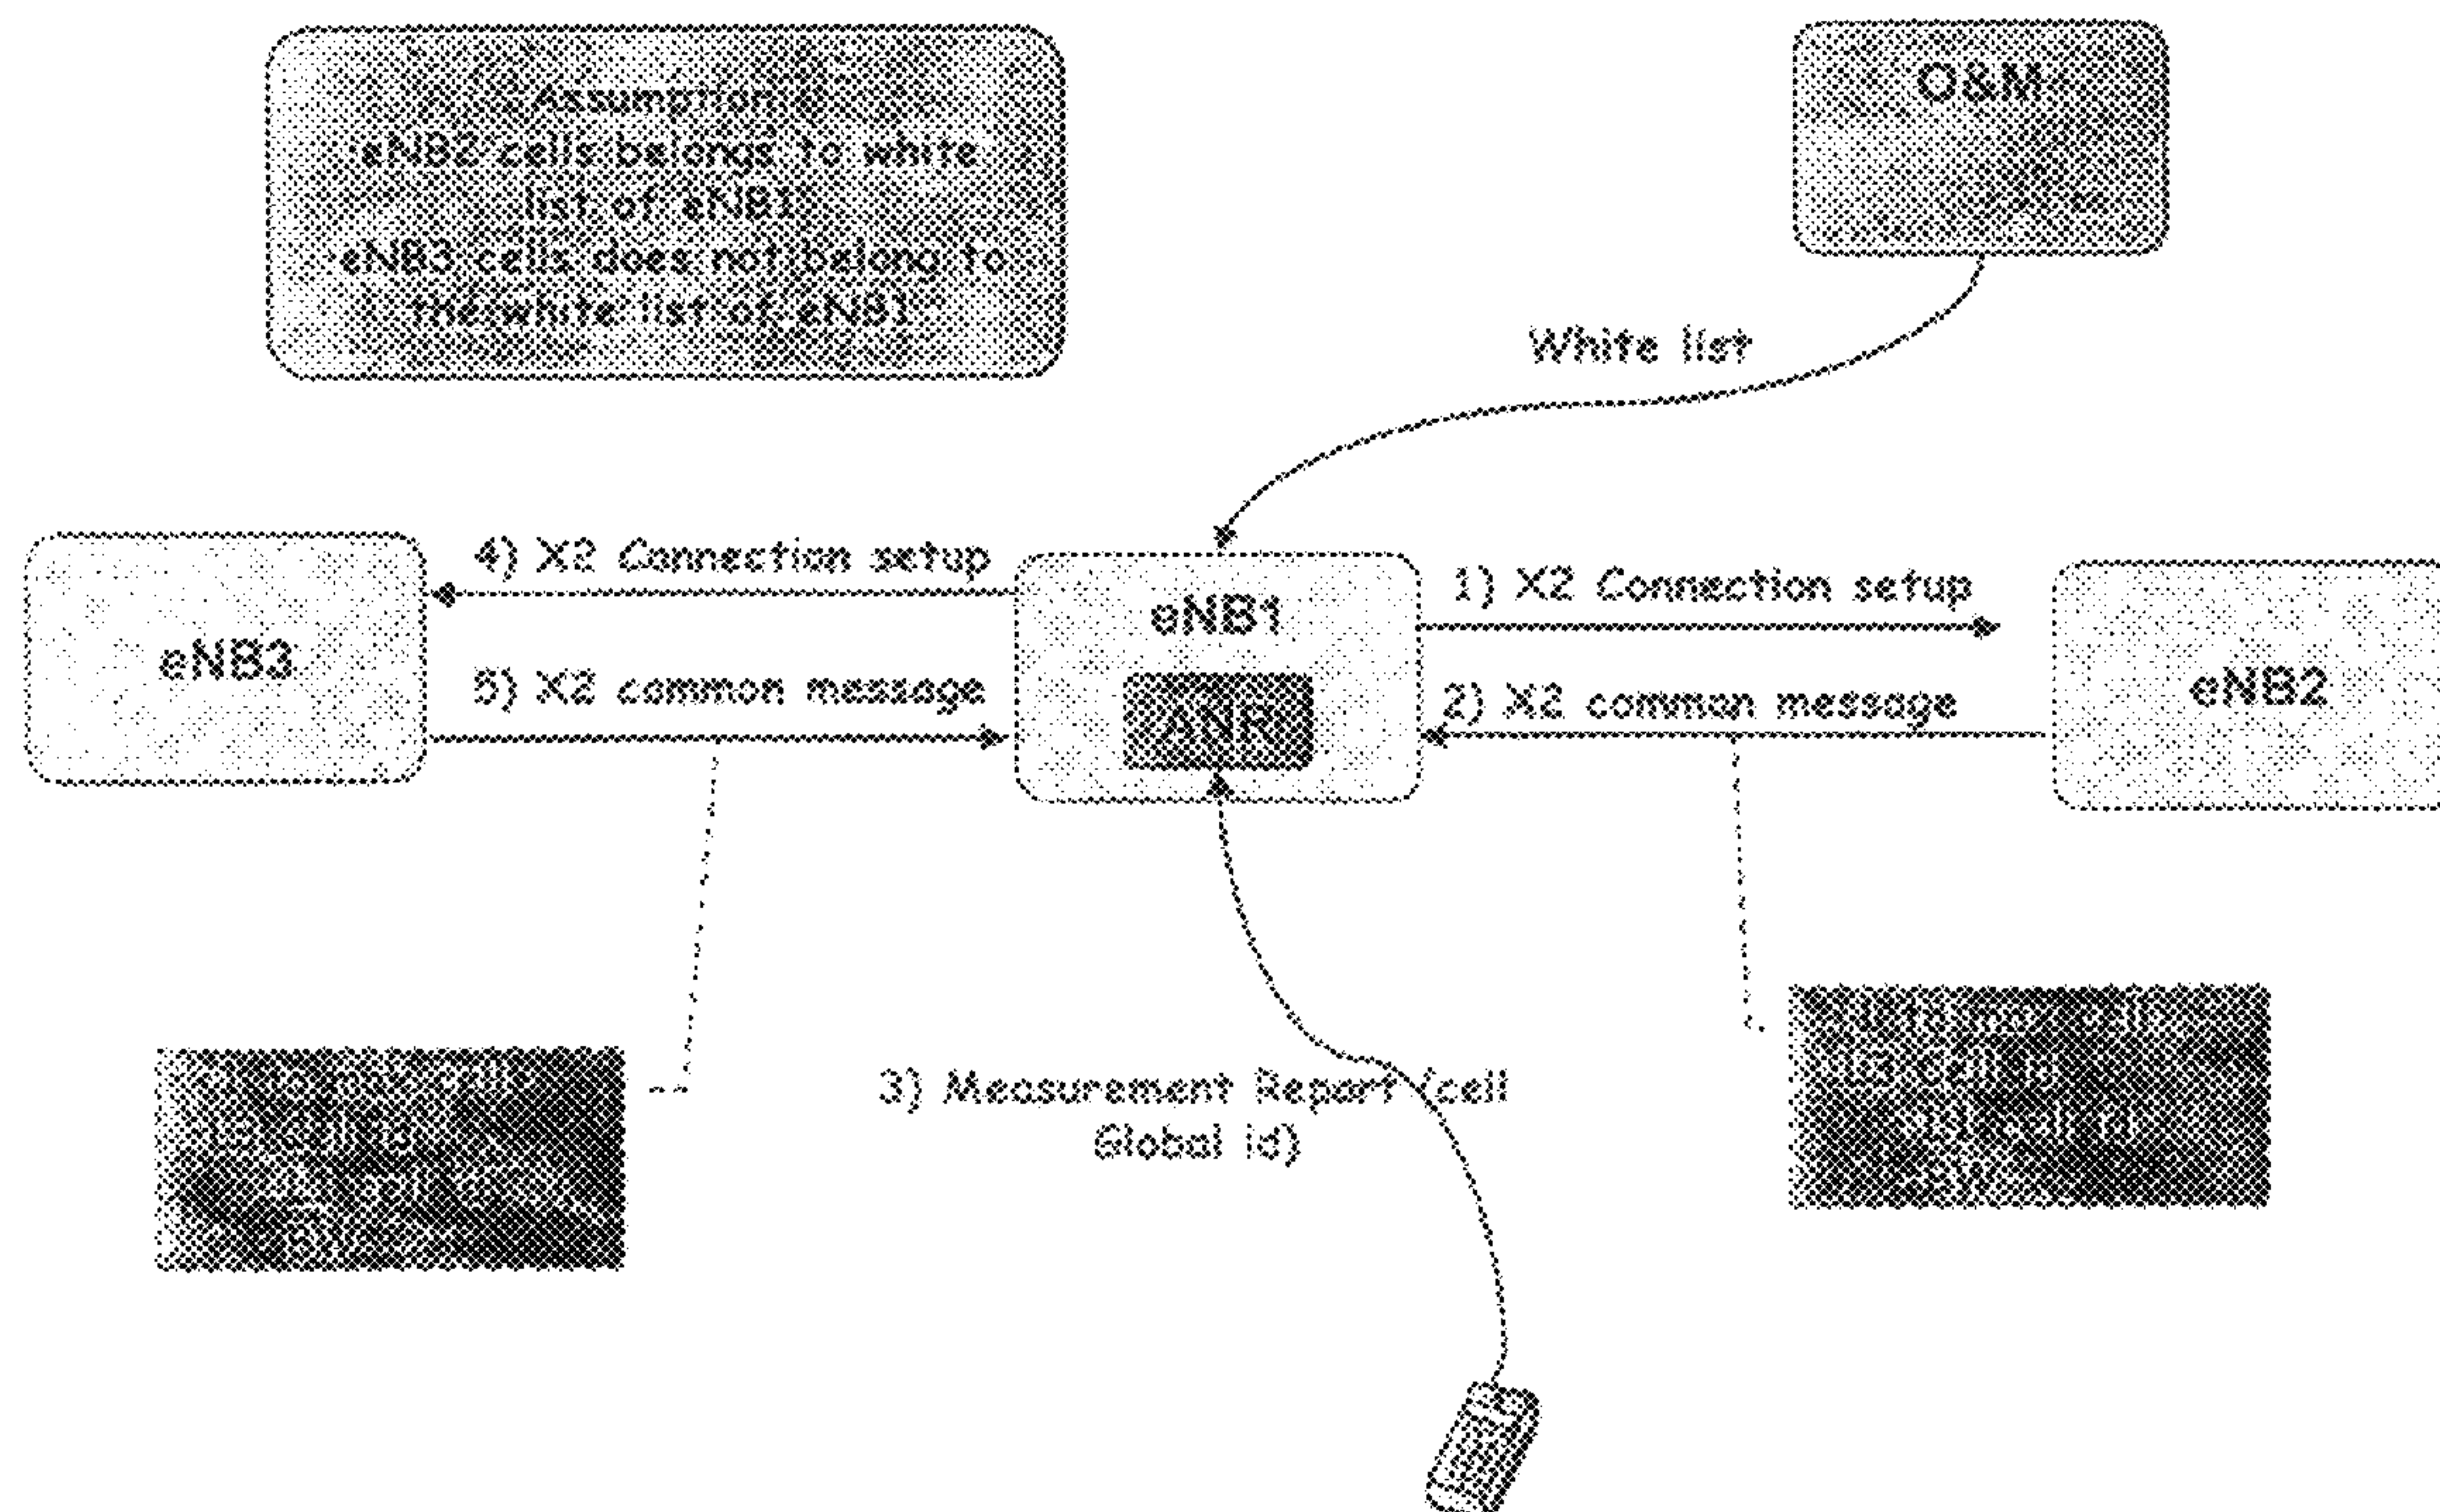 Assumption
eNB2 cells belongs to white
list of eNB1
eNB3 cells does not belong to
the white list of eNB1
O&M
White list
4) X2 Connection setup
eNB1
1) X2 Connection setup
eNB3
5) X2 common message
ANR
2) X2 common message
eNB2
3) Measurement Report (cell
Global id)